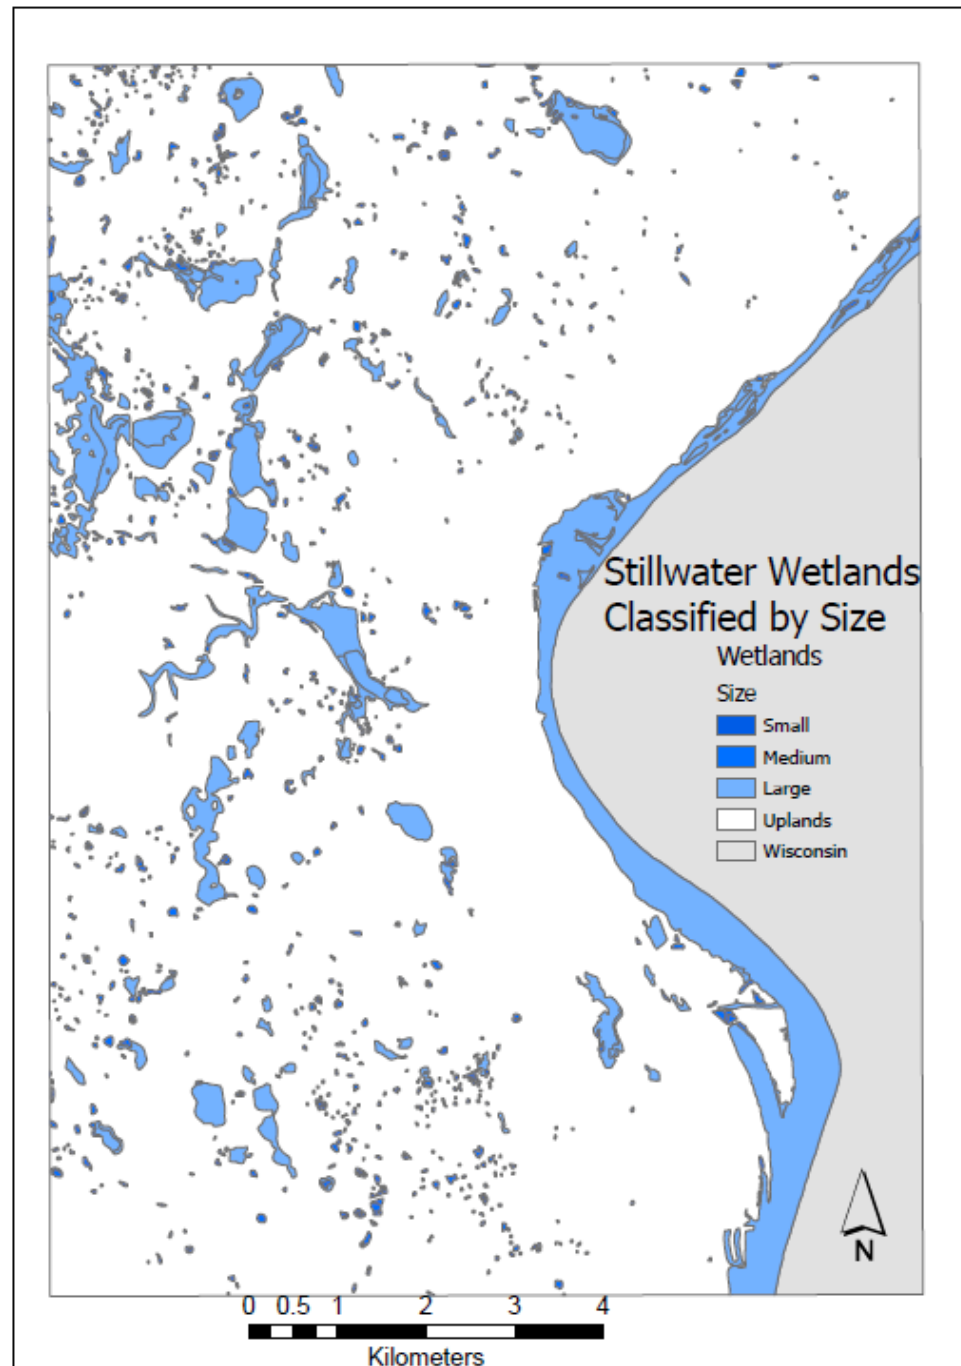 Stillwater Wetlands
Classified by Size
Wetlands
Size
Small
Medium
Large
Uplands
Wisconsin
N
0 0.5 1 2 3 4
Kilometers